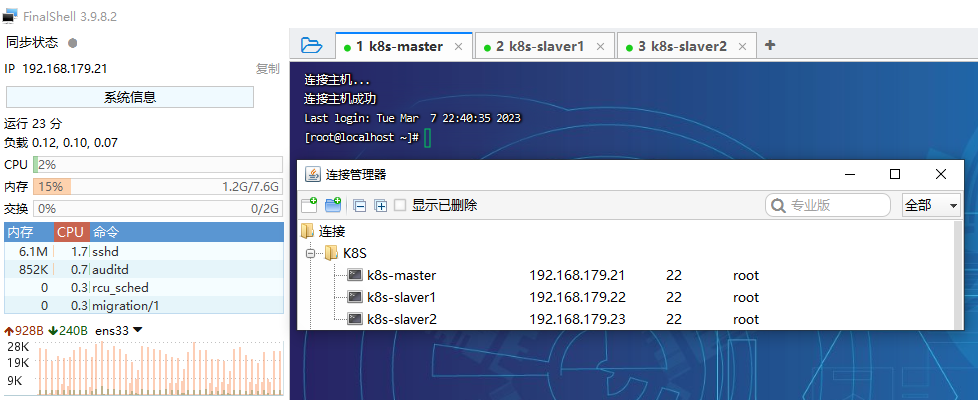 FinalShell 3.9.8.2
同步状态
IP 192.168.179.21 复制
系统信息
运行 23 分
负载 0.12, 0.10, 0.07
CPU 2%
内存 15% 1.2G/7.6G
交换 0% 0/2G
内存 CPU 命令
6.1M 1.7 sshd
852K 0.7 auditd
0 0.3 rcu_sched
0 0.3 migration/1
928B 240B ens33
28K
19K
9K
1 k8s-master × 2 k8s-slaver1 × 3 k8s-slaver2 × +
连接主机...
连接主机成功
Last login: Tue Mar  7 22:40:35 2023
[root@localhost ~]#
连接管理器
显示已删除 专业版 全部
连接
K8S
k8s-master 192.168.179.21 22 root
k8s-slaver1 192.168.179.22 22 root
k8s-slaver2 192.168.179.23 22 root